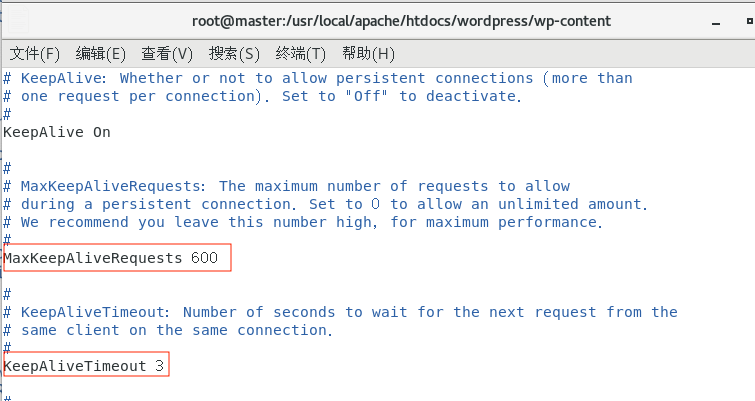 root@master:/usr/local/apache/htdocs/wordpress/wp-content
文件(F) 编辑(E) 查看(V) 搜索(S) 终端(T) 帮助(H)
# KeepAlive: Whether or not to allow persistent connections (more than
# one request per connection). Set to "Off" to deactivate.
#
KeepAlive On
#
# MaxKeepAliveRequests: The maximum number of requests to allow
# during a persistent connection. Set to 0 to allow an unlimited amount.
# We recommend you leave this number high, for maximum performance.
#
MaxKeepAliveRequests 600
#
# KeepAliveTimeout: Number of seconds to wait for the next request from the
# same client on the same connection.
#
KeepAliveTimeout 3
#